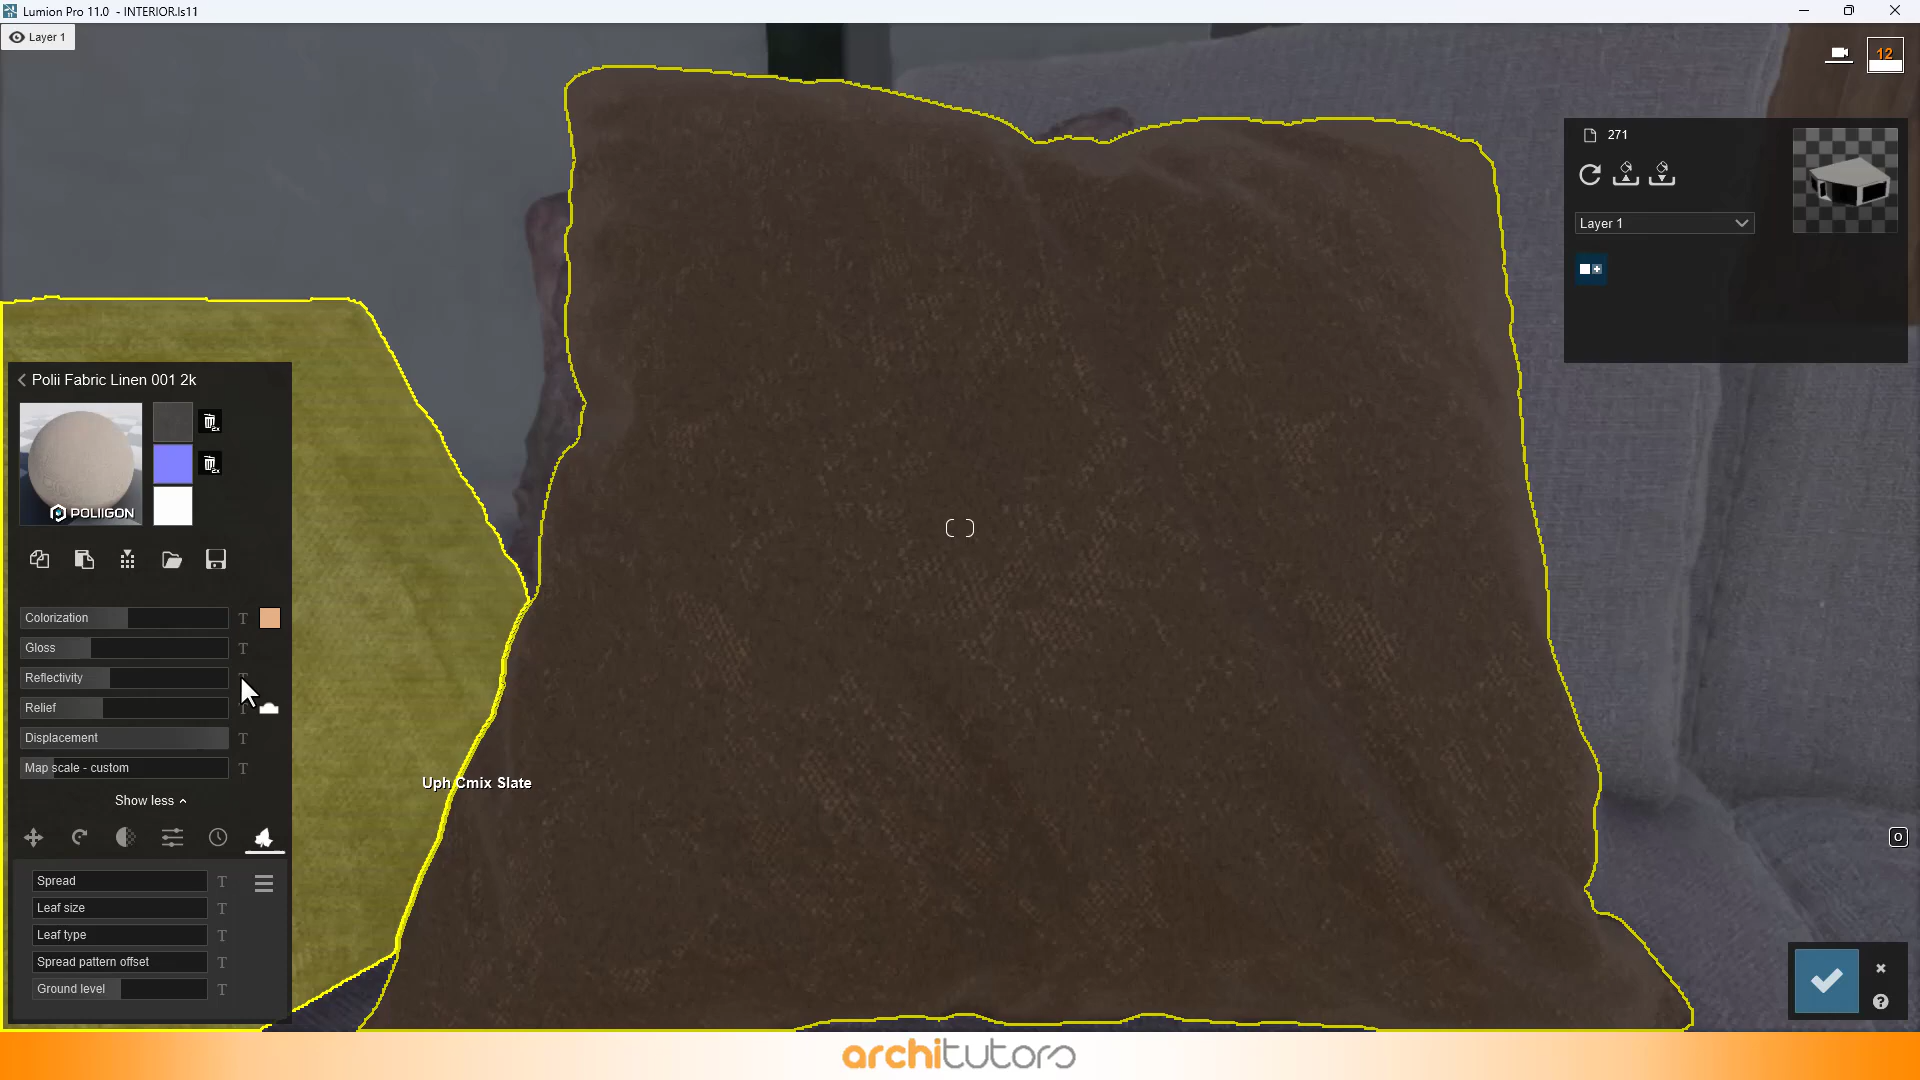 Lumion Pro 11.0 - INTERIOR.ls11
Layer 1
12
271
Layer 1
Polii Fabric Linen 001 2k
POLIIGON
Colorization T
Gloss T
Reflectivity T
Relief T
Displacement T
Map scale - custom T
Show less
Spread T
Leaf size T
Leaf type T
Spread pattern offset T
Ground level T
Uph Cmix Slate
O
architutors